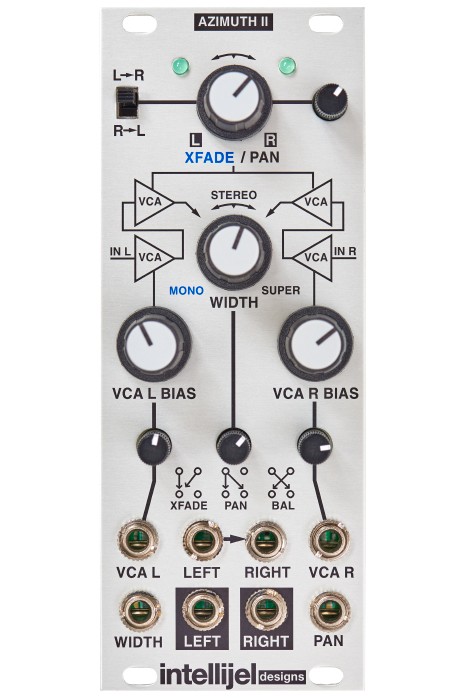 AZIMUTH II
L→R
R→L
L R
XFADE / PAN
STEREO
VCA VCA
IN L VCA VCA IN R
MONO SUPER
WIDTH
VCA L BIAS VCA R BIAS
XFADE PAN BAL
VCA L LEFT RIGHT VCA R
WIDTH LEFT RIGHT PAN
intellijel designs